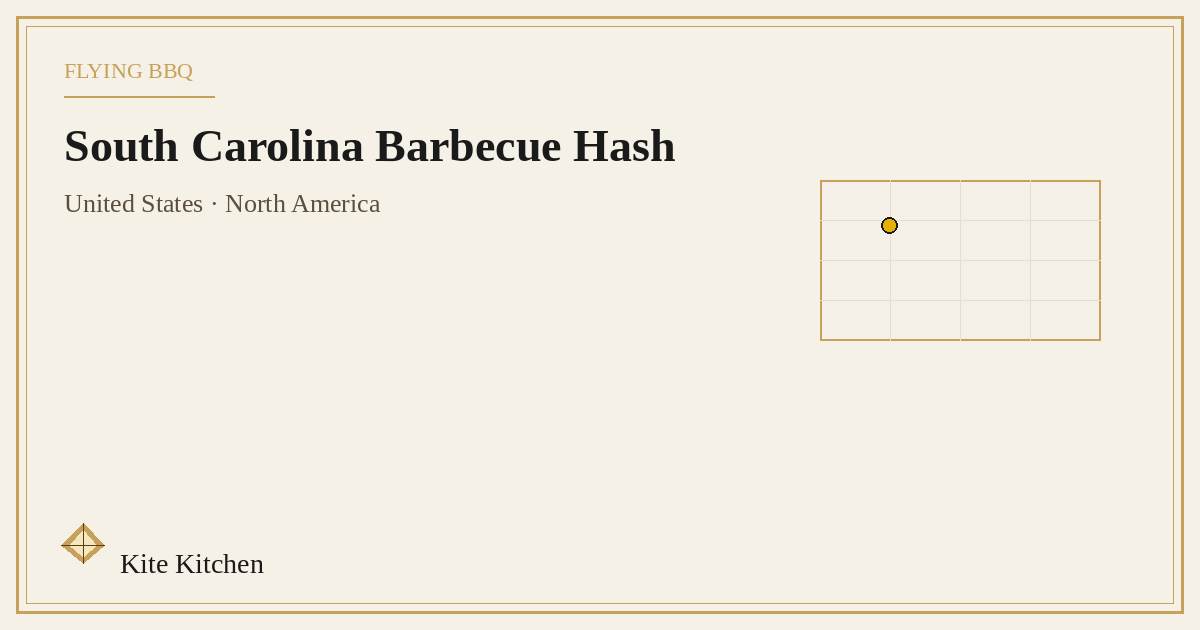 FLYING BBQ
South Carolina Barbecue Hash
United States · North America
Kite Kitchen